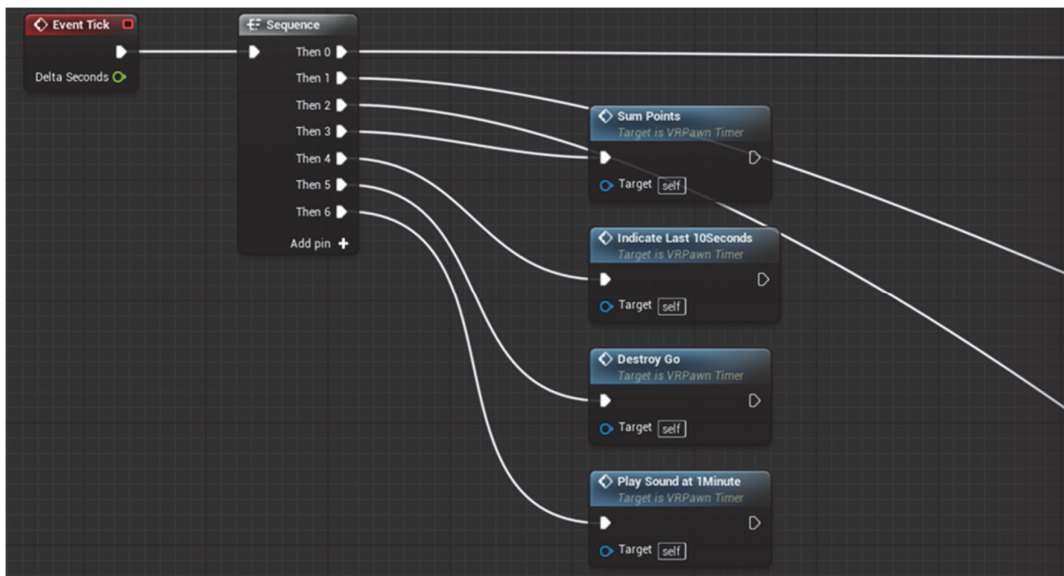 Event Tick
Delta Seconds
Sequence
Then 0
Then 1
Then 2
Then 3
Then 4
Then 5
Then 6
Add pin
Sum Points
Target is VRPawn Timer
Target self
Indicate Last 10Seconds
Target is VRPawn Timer
Target self
Destroy Go
Target is VRPawn Timer
Target self
Play Sound at 1Minute
Target is VRPawn Timer
Target self